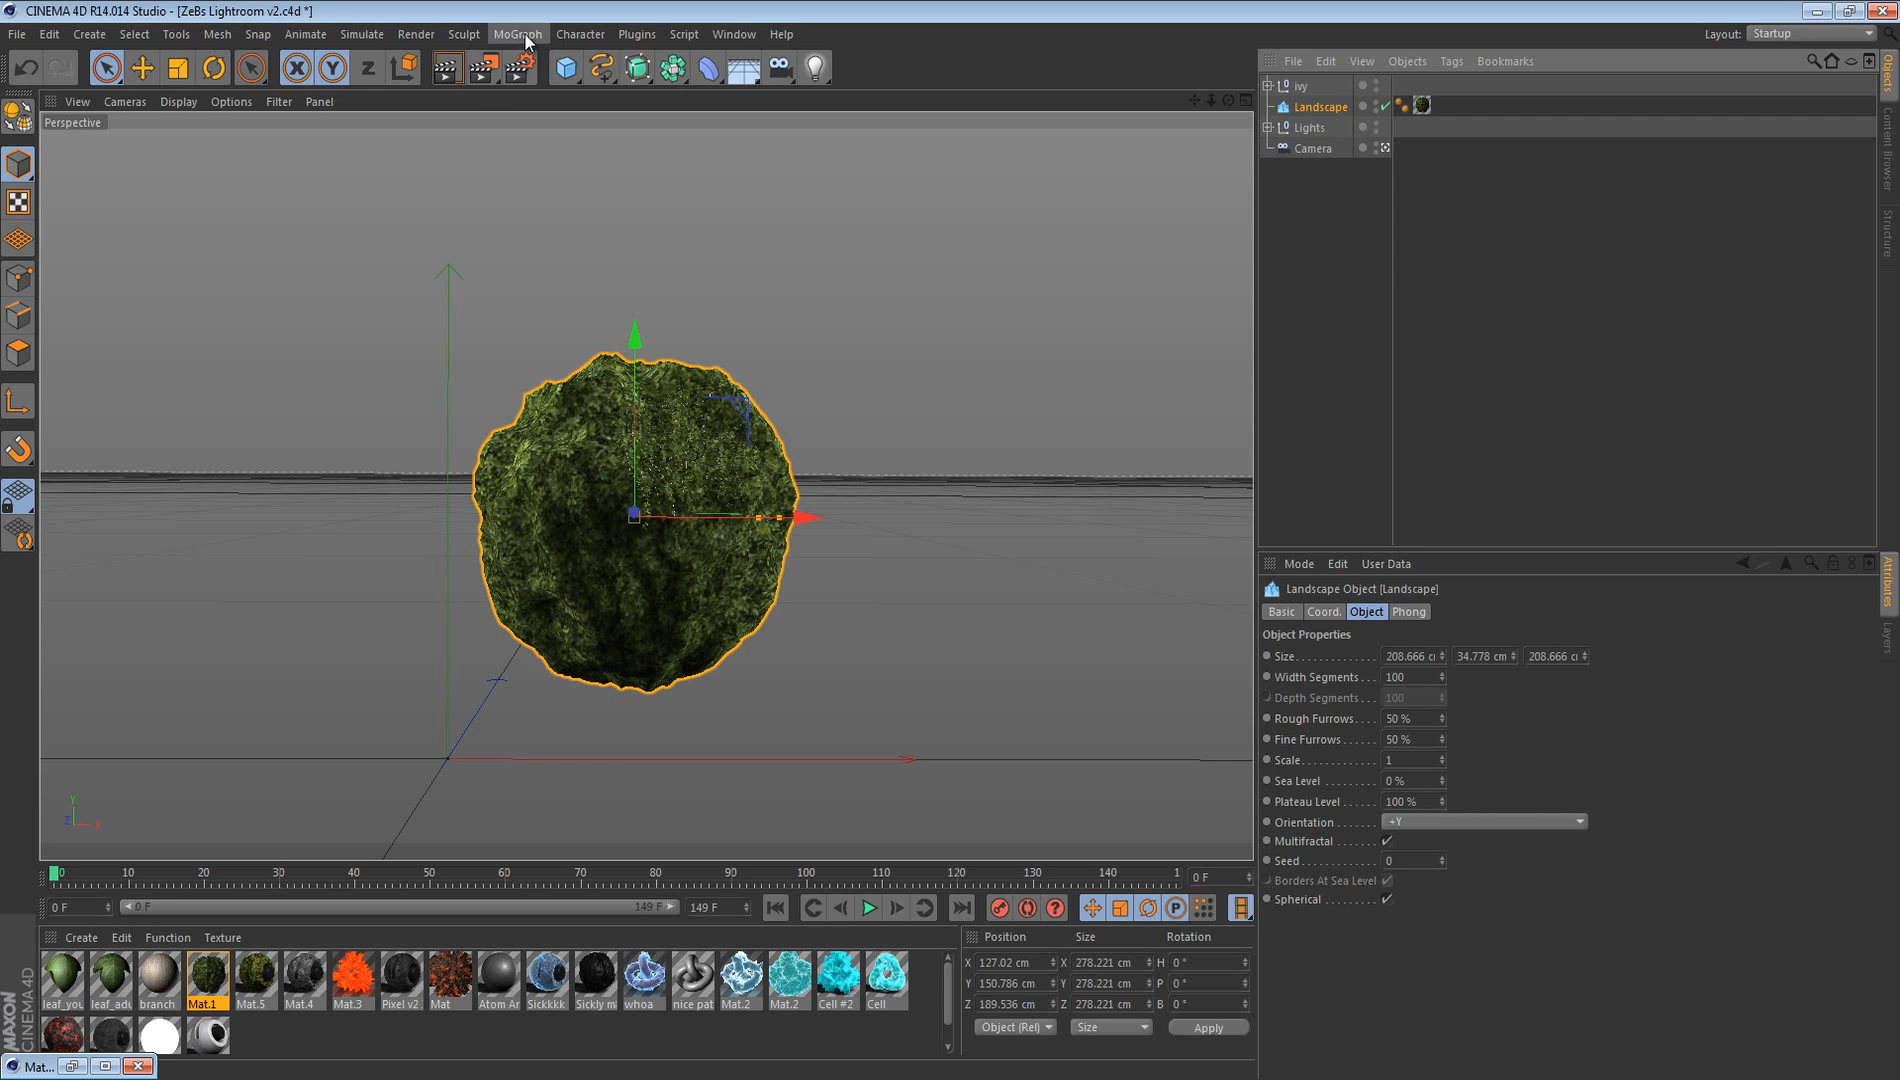 CINEMA 4D R14.014 Studio - [ZeBs Lightroom v2.c4d *]
File Edit Create Select Tools Mesh Snap Animate Simulate Render Sculpt MoGraph Character Plugins Script Window Help
Layout: Startup
X Y Z
File Edit View Objects Tags Bookmarks
View Cameras Display Options Filter Panel
Perspective
ivy
Landscape
Lights
Camera
Objects
Content Browser
Structure
Mode Edit User Data
Landscape Object [Landscape]
Basic Coord. Object Phong
Object Properties
Size 208.666 c 34.778 cm 208.666 c
Width Segments 100
Depth Segments 100
Rough Furrows 50 %
Fine Furrows 50 %
Scale 1
Sea Level 0 %
Plateau Level 100 %
Orientation +Y
Multifractal
Seed 0
Borders At Sea Level
Spherical
Attributes
Layers
Y
Z X
0 10 20 30 40 50 60 70 80 90 100 110 120 130 140 1 0 F
0 F 0 F 149 F 149 F
P
Create Edit Function Texture
leaf_you leaf_adu branch Mat.1 Mat.5 Mat.4 Mat.3 Pixel v2 Mat Atom Ar Sickkkk Sickly m whoa nice pat Mat.2 Mat.2 Cell #2 Cell
Position Size Rotation
X 127.02 cm X 278.221 cm H 0 °
Y 150.786 cm Y 278.221 cm P 0 °
Z 189.536 cm Z 278.221 cm B 0 °
Object (Rel) Size Apply
MAXON
CINEMA4D
Mat...